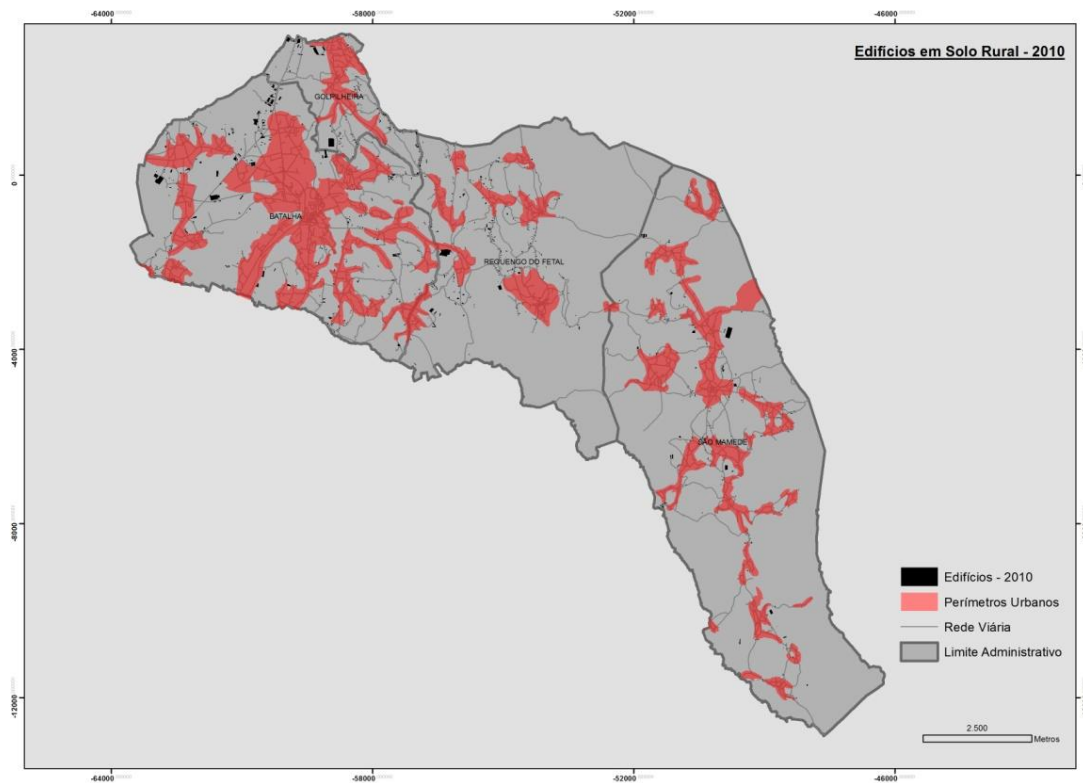 -64000
-58000
-52000
-46000
Edifícios em Solo Rural - 2010
GOLPILHEIRA
0
BATALHA
REGUENGO DO FETAL
-4000
SÃO MAMEDE
-8000
Edifícios - 2010
Perímetros Urbanos
Rede Viária
Limite Administrativo
-12000
2.500
Metros
-64000
-58000
-52000
-46000